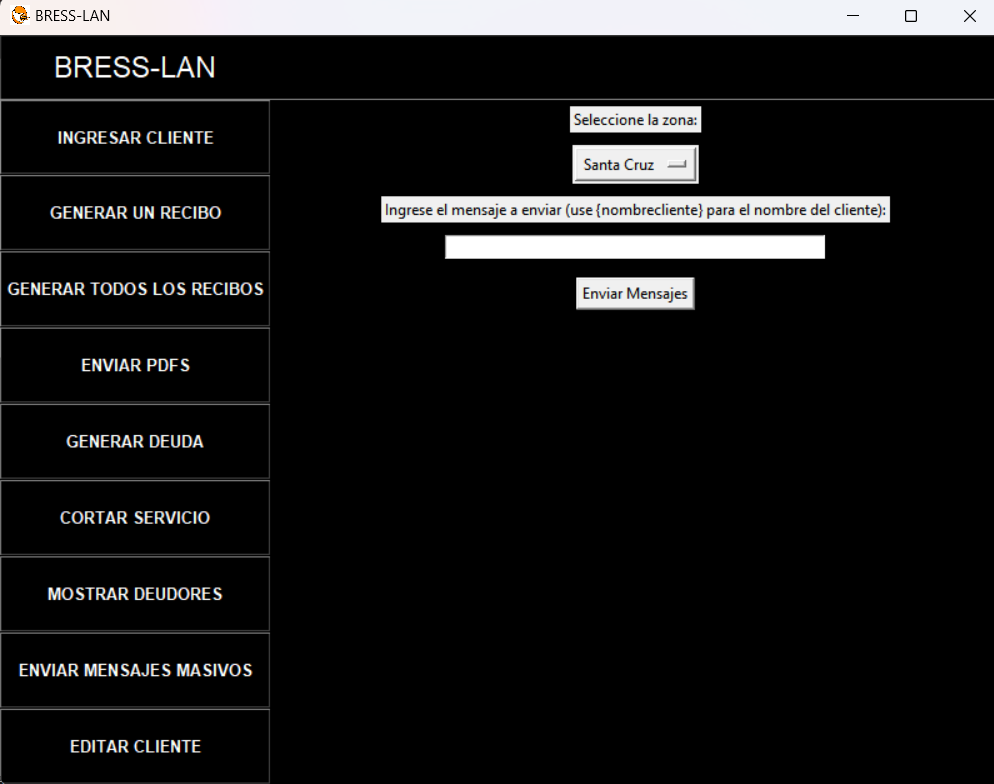 BRESS-LAN
BRESS-LAN
INGRESAR CLIENTE
GENERAR UN RECIBO
GENERAR TODOS LOS RECIBOS
ENVIAR PDFS
GENERAR DEUDA
CORTAR SERVICIO
MOSTRAR DEUDORES
ENVIAR MENSAJES MASIVOS
EDITAR CLIENTE
Seleccione la zona:
Santa Cruz
Ingrese el mensaje a enviar (use {nombrecliente} para el nombre del cliente):
Enviar Mensajes